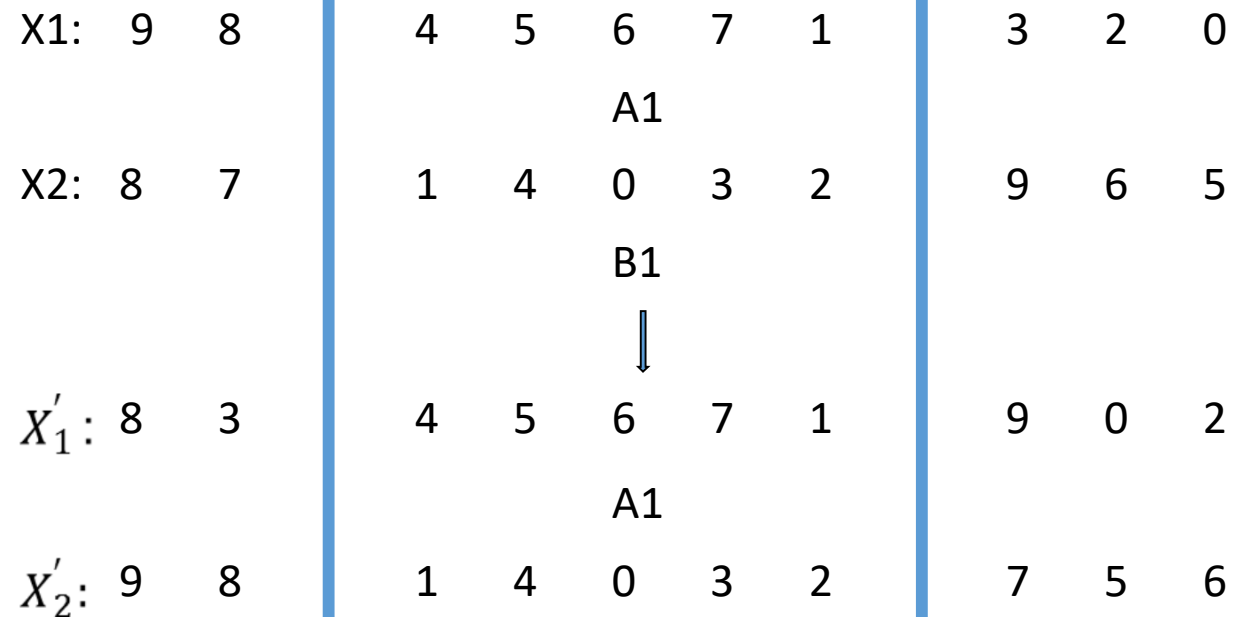 X1: 9 8 4 5 6 7 1 3 2 0
A1
X2: 8 7 1 4 0 3 2 9 6 5
B1
X₁′: 8 3 4 5 6 7 1 9 0 2
A1
X₂′: 9 8 1 4 0 3 2 7 5 6